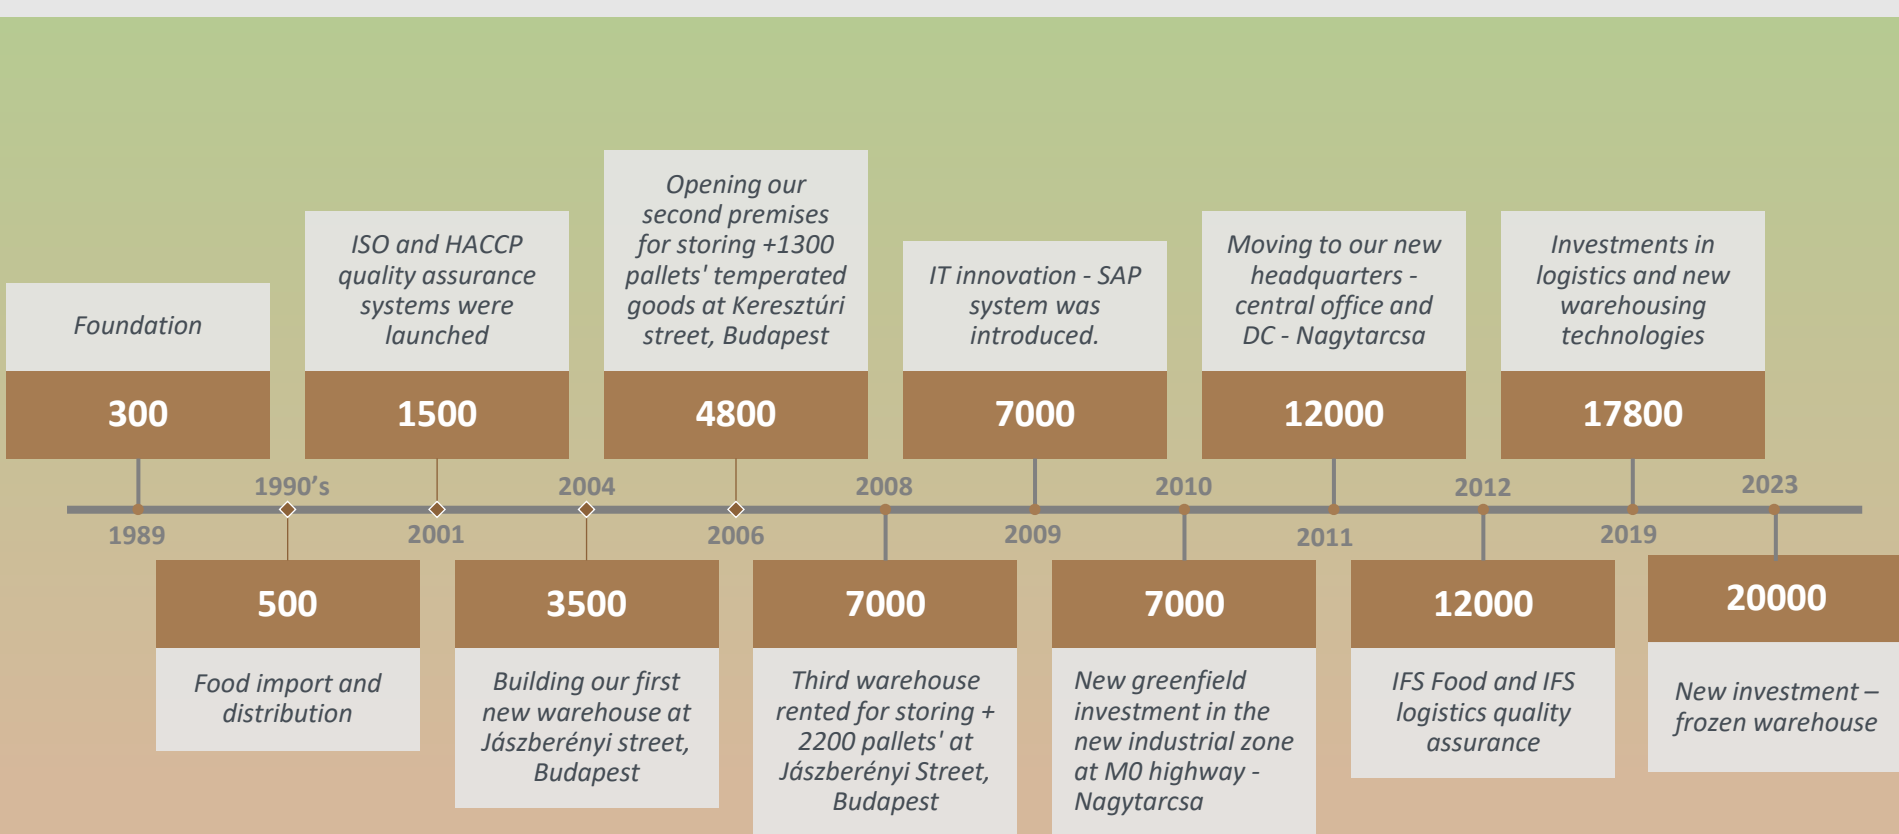 Foundation
300
1989
1990's
500
Food import and
distribution
ISO and HACCP
quality assurance
systems were
launched
1500
2001
2004
3500
Building our first
new warehouse at
Jászberényi street,
Budapest
Opening our
second premises
for storing +1300
pallets' temperated
goods at Keresztúri
street, Budapest
4800
2006
2008
7000
Third warehouse
rented for storing +
2200 pallets' at
Jászberényi Street,
Budapest
IT innovation - SAP
system was
introduced.
7000
2009
2010
7000
New greenfield
investment in the
new industrial zone
at M0 highway -
Nagytarcsa
Moving to our new
headquarters -
central office and
DC - Nagytarcsa
12000
2011
2012
12000
IFS Food and IFS
logistics quality
assurance
Investments in
logistics and new
warehousing
technologies
17800
2019
2023
20000
New investment –
frozen warehouse